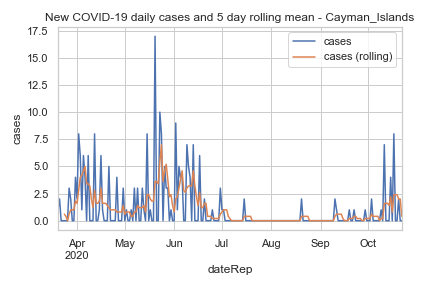 New COVID-19 daily cases and 5 day rolling mean - Cayman_Islands
17.5
15.0
12.5
10.0
7.5
5.0
2.5
0.0
cases
cases
cases (rolling)
Apr
2020
May
Jun
Jul
Aug
Sep
Oct
dateRep